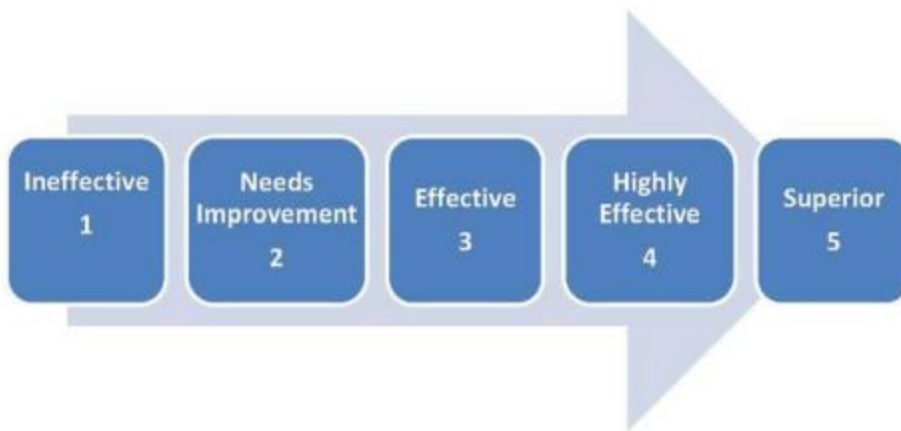 Ineffective
1
Needs
Improvement
2
Effective
3
Highly
Effective
4
Superior
5